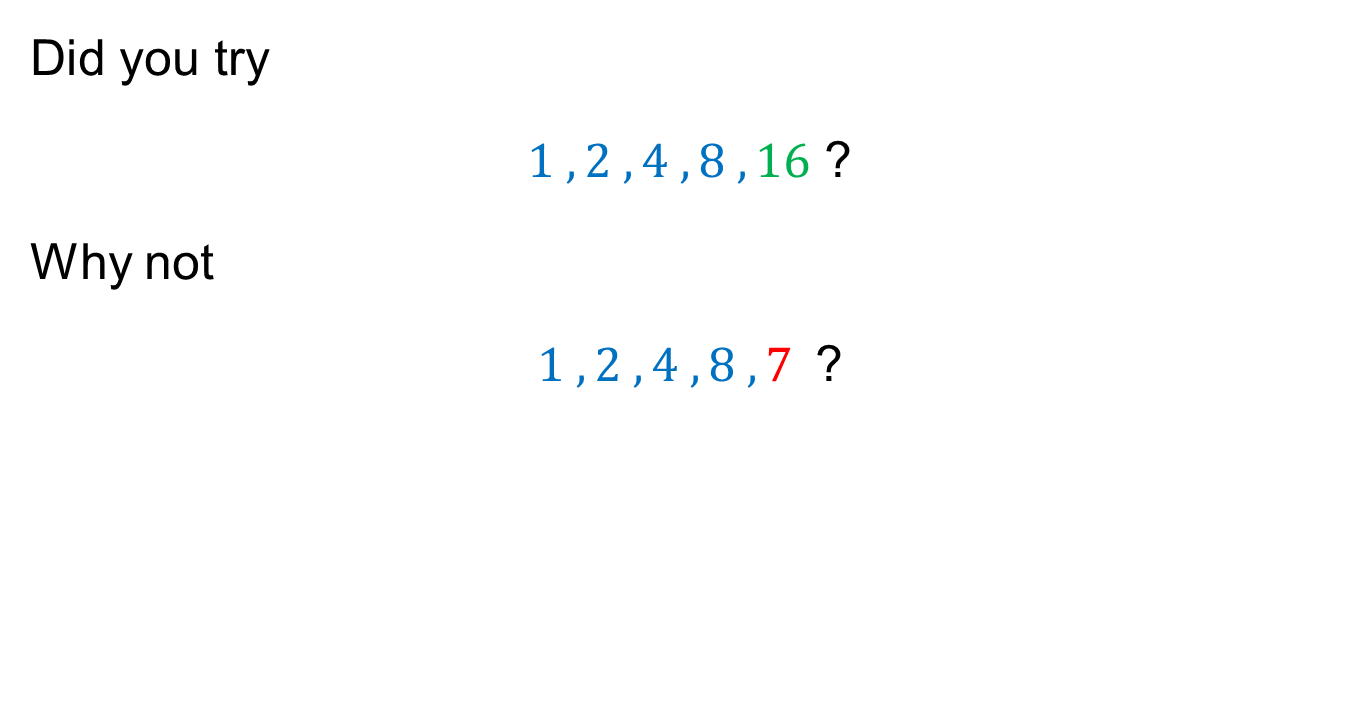 Did you try
1 ,2 ,4 ,8 ,16 ?
Why not
1 ,2 ,4 ,8 ,7 ?